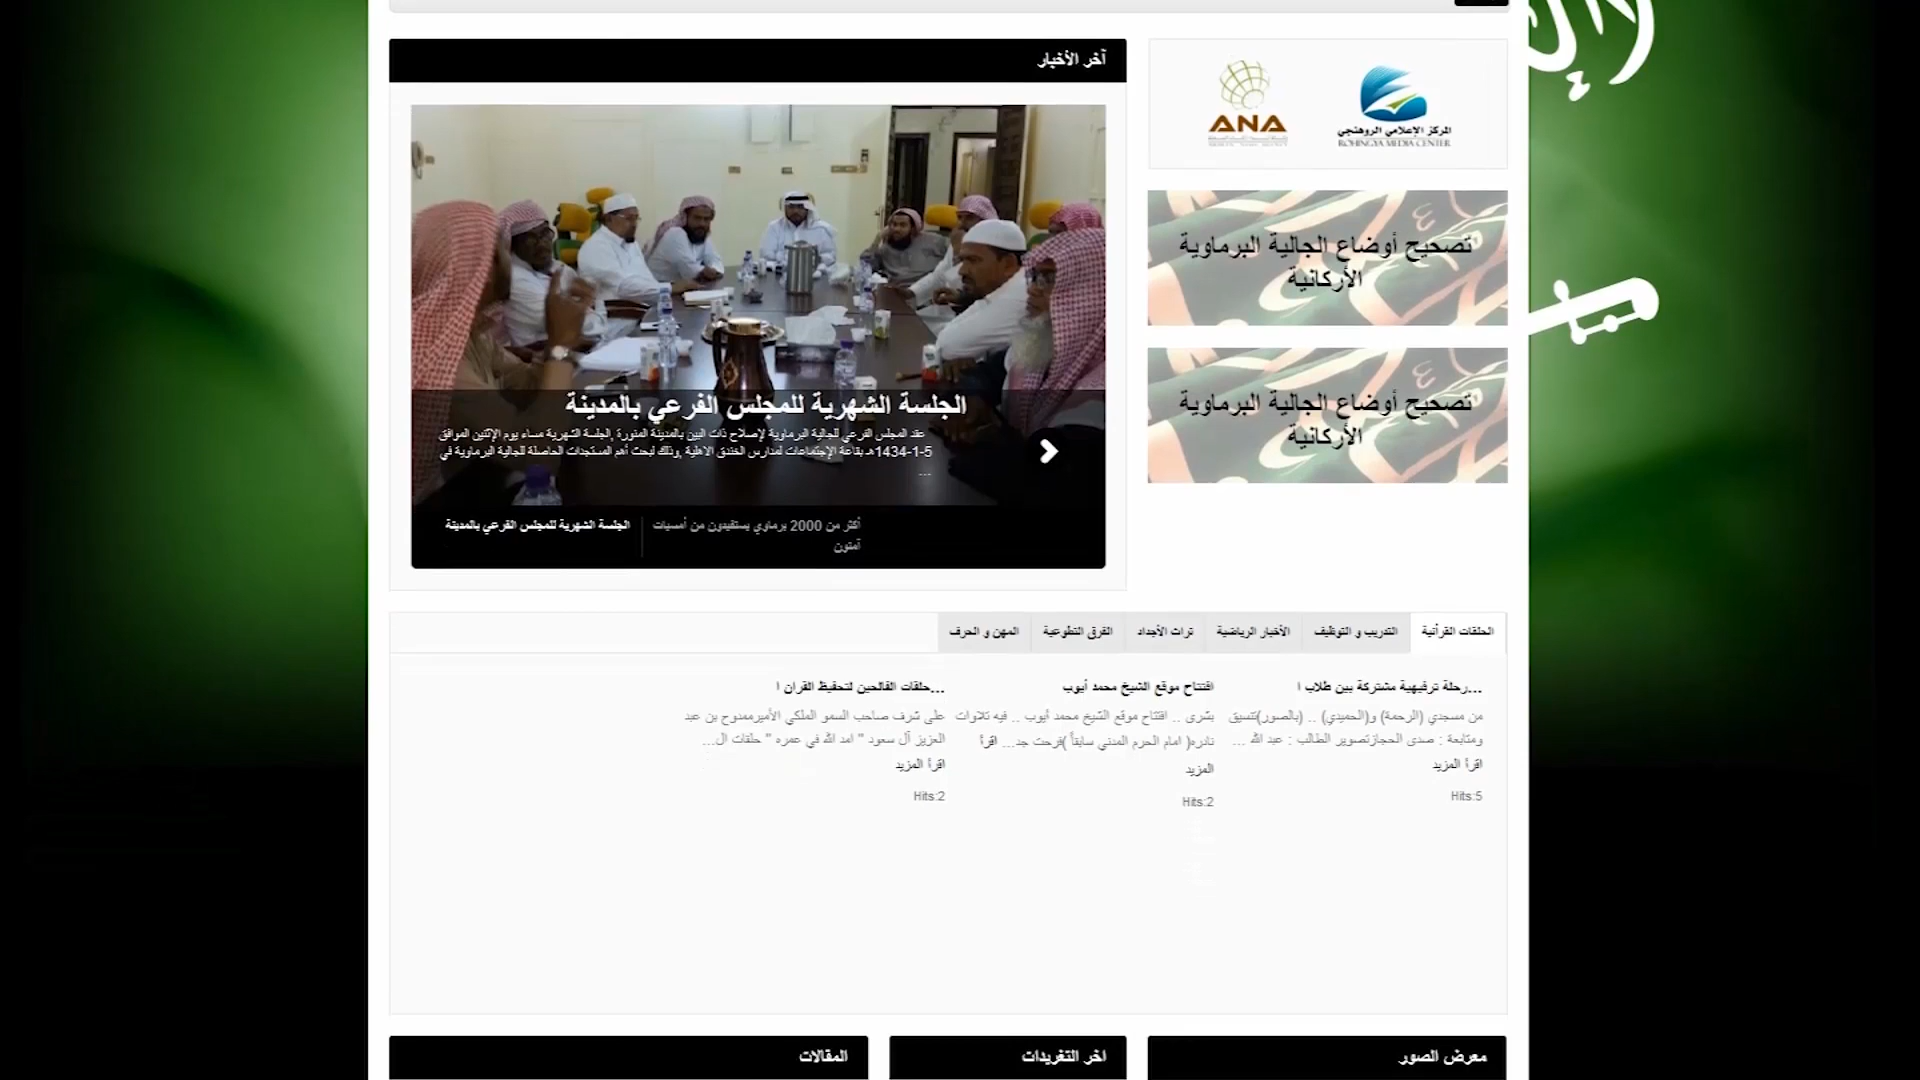 آخر الأخبار
ANA
المركز الإعلامي الروهنجي
ROHINGYA MEDIA CENTER
تصحيح أوضاع الجالية البرماوية
الأركانية
تصحيح أوضاع الجالية البرماوية
الأركانية
الجلسة الشهرية للمجلس الفرعي بالمدينة
عقد المجلس الفرعي للجالية البرماوية لإصلاح ذات البين بالمدينة المنورة ,الجلسة الشهرية مساء يوم الإثنين الموافق
5-1-1434هـ بقاعة الإجتماعات لمدارس الخندق الاهلية ,وذلك لبحث أهم المستجدات الحاصلة للجالية البرماوية في
...
أكثر من 2000 برماوي يستفيدون من أمسيات
آمنون
الجلسة الشهرية للمجلس الفرعي بالمدينة
الحلقات القرأنية
التدريب و التوظيف
الأخبار الرياضية
تراث الأجداد
الفرق التطوعية
المهن و الحرف
رحلة ترفيهية مشتركة بين طلاب ا...
من مسجدي (الرحمة) و(الحميدي) .. (بالصور)تنسيق
ومتابعة : صدى الحجازتصوير الطالب : عبد الله ...
اقرأ المزيد
Hits:5
افتتاح موقع الشيخ محمد أيوب
بشرى .. افتتاح موقع الشيخ محمد أيوب .. فيه تلاوات
نادره( امام الحرم المدني سابقاً )فرحت جد... اقرأ
المزيد
Hits:2
حلقات الفالحين لتحفيظ القران ا...
على شرف صاحب السمو الملكي الأميرممدوح بن عبد
العزيز آل سعود " امد الله في عمره " حلقات ال...
اقرأ المزيد
Hits:2
معرض الصور
اخر التغريدات
المقالات